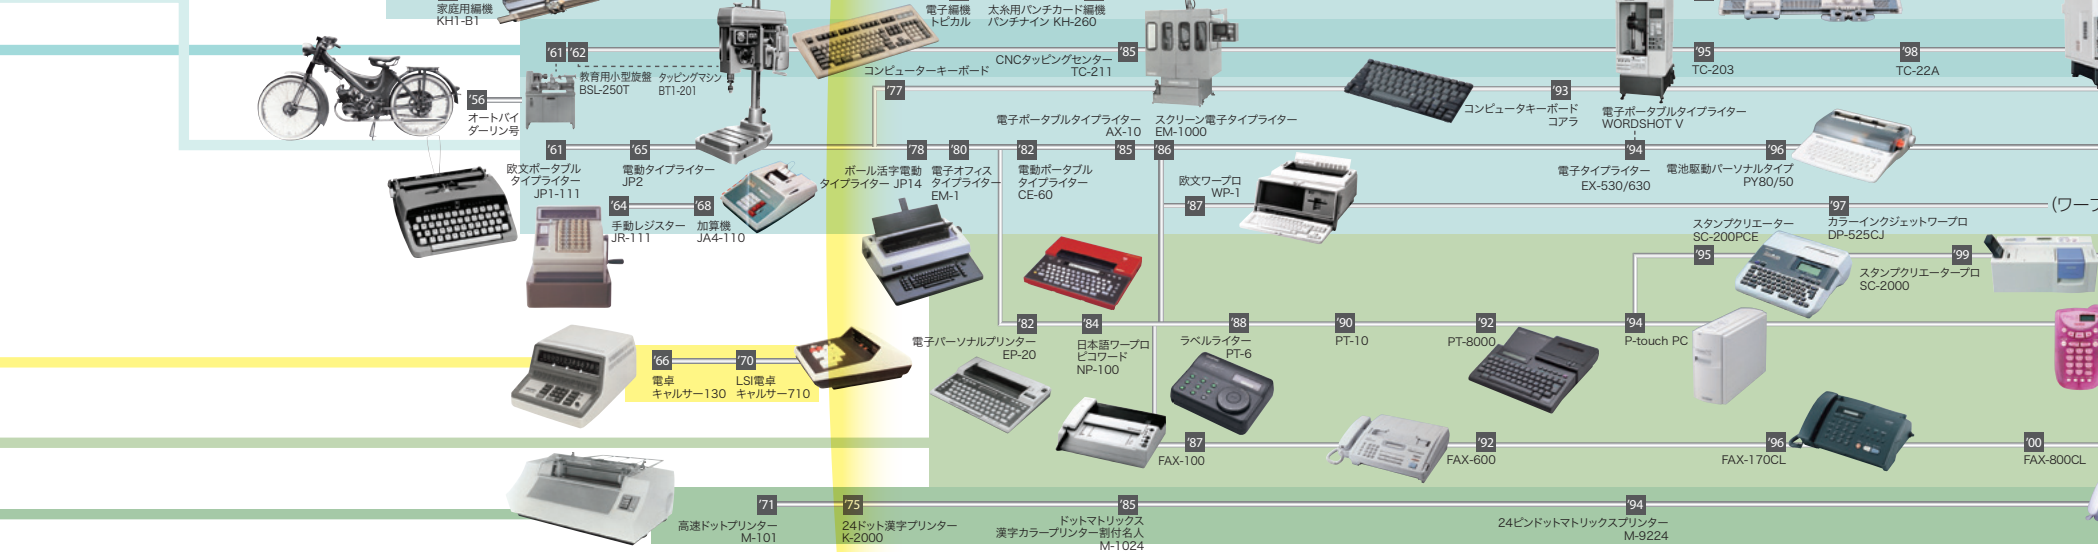 家庭用編機
KH1-B1
電子編機
トピカル
太糸用パンチカード編機
パンチナイン KH-260
'61
'62
教育用小型旋盤
BSL-250T
タッピングマシン
BT1-201
コンピューターキーボード
'77
CNCタッピングセンター
TC-211
'85
'95
TC-203
'98
TC-22A
'56
オートバイ
ダーリン号
'93
コンピュータキーボード
コアラ
電子ポータブルタイプライター
WORDSHOT V
電子ポータブルタイプライター
AX-10
スクリーン電子タイプライター
EM-1000
'61
欧文ポータブル
タイプライター
JP1-111
'65
電動タイプライター
JP2
'78
ボール活字電動
タイプライター JP14
'80
電子オフィス
タイプライター
EM-1
'82
電動ポータブル
タイプライター
CE-60
'85
'86
'94
電子タイプライター
EX-530/630
'96
電池駆動パーソナルタイプ
PY80/50
'64
手動レジスター
JR-111
'68
加算機
JA4-110
欧文ワープロ
WP-1
'87
'97
カラーインクジェットワープロ
DP-525CJ
(ワープ
スタンプクリエーター
SC-200PCE
'95
'99
スタンプクリエータープロ
SC-2000
'82
電子パーソナルプリンター
EP-20
'84
日本語ワープロ
ピコワード
NP-100
'88
ラベルライター
PT-6
'90
PT-10
'92
PT-8000
'94
P-touch PC
'66
電卓
キャルサー130
'70
LSI電卓
キャルサー710
'87
FAX-100
'92
FAX-600
'96
FAX-170CL
'00
FAX-800CL
'71
高速ドットプリンター
M-101
'75
24ドット漢字プリンター
K-2000
'85
ドットマトリックス
漢字カラープリンター割付名人
M-1024
'94
24ピンドットマトリックスプリンター
M-9224